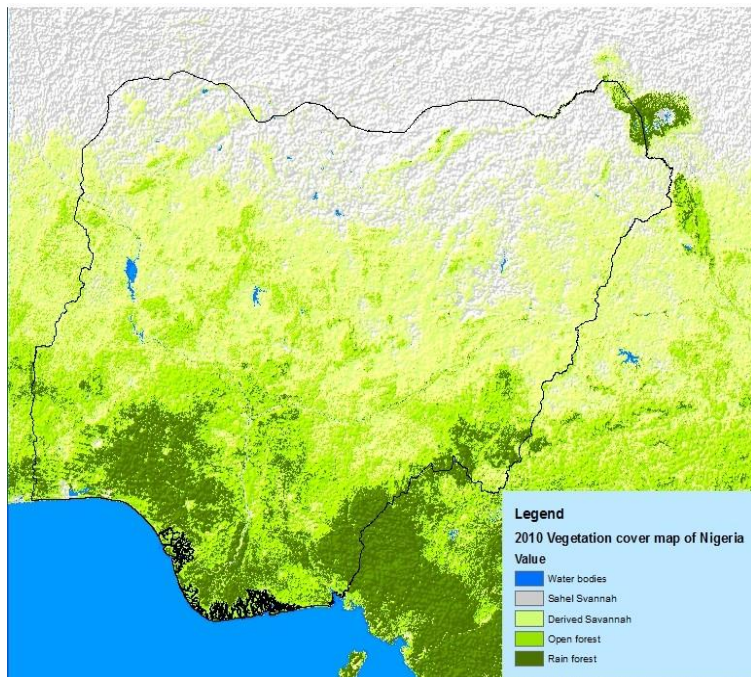 Legend
2010 Vegetation cover map of Nigeria
Value
Water bodies
Sahel Svannah
Derived Savannah
Open forest
Rain forest